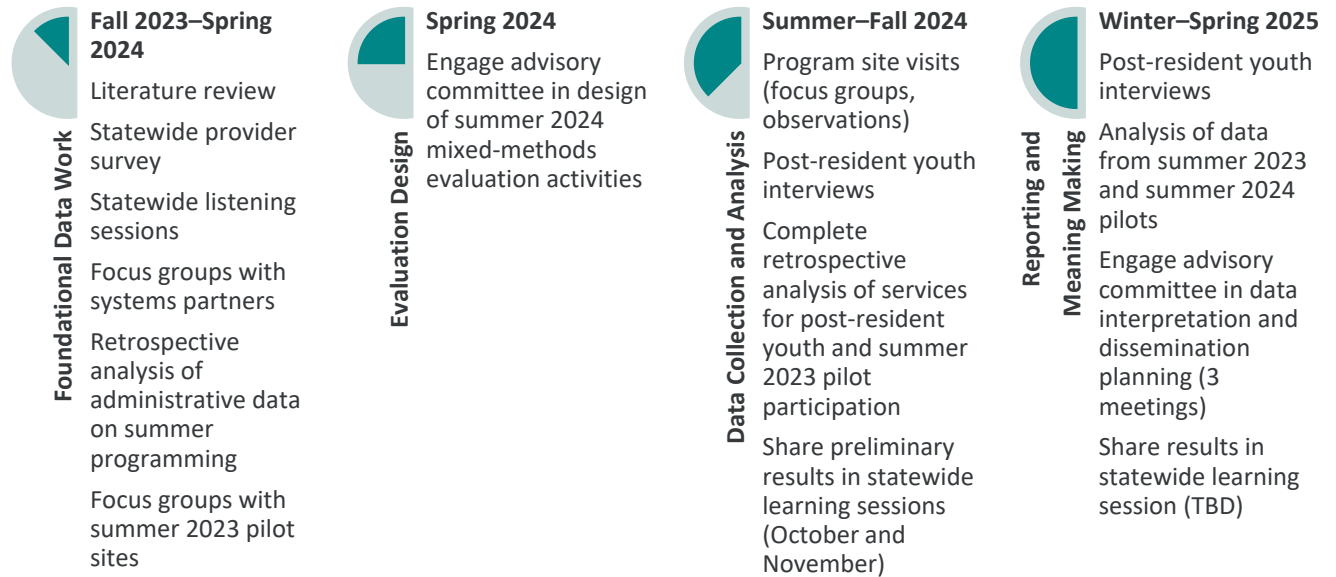 Foundational Data Work
Fall 2023–Spring
2024
Literature review
Statewide provider
survey
Statewide listening
sessions
Focus groups with
systems partners
Retrospective
analysis of
administrative data
on summer
programming
Focus groups with
summer 2023 pilot
sites
Evaluation Design
Spring 2024
Engage advisory
committee in design
of summer 2024
mixed-methods
evaluation activities
Data Collection and Analysis
Summer–Fall 2024
Program site visits
(focus groups,
observations)
Post-resident youth
interviews
Complete
retrospective
analysis of services
for post-resident
youth and summer
2023 pilot
participation
Share preliminary
results in statewide
learning sessions
(October and
November)
Reporting and
Meaning Making
Winter–Spring 2025
Post-resident youth
interviews
Analysis of data
from summer 2023
and summer 2024
pilots
Engage advisory
committee in data
interpretation and
dissemination
planning (3
meetings)
Share results in
statewide learning
session (TBD)